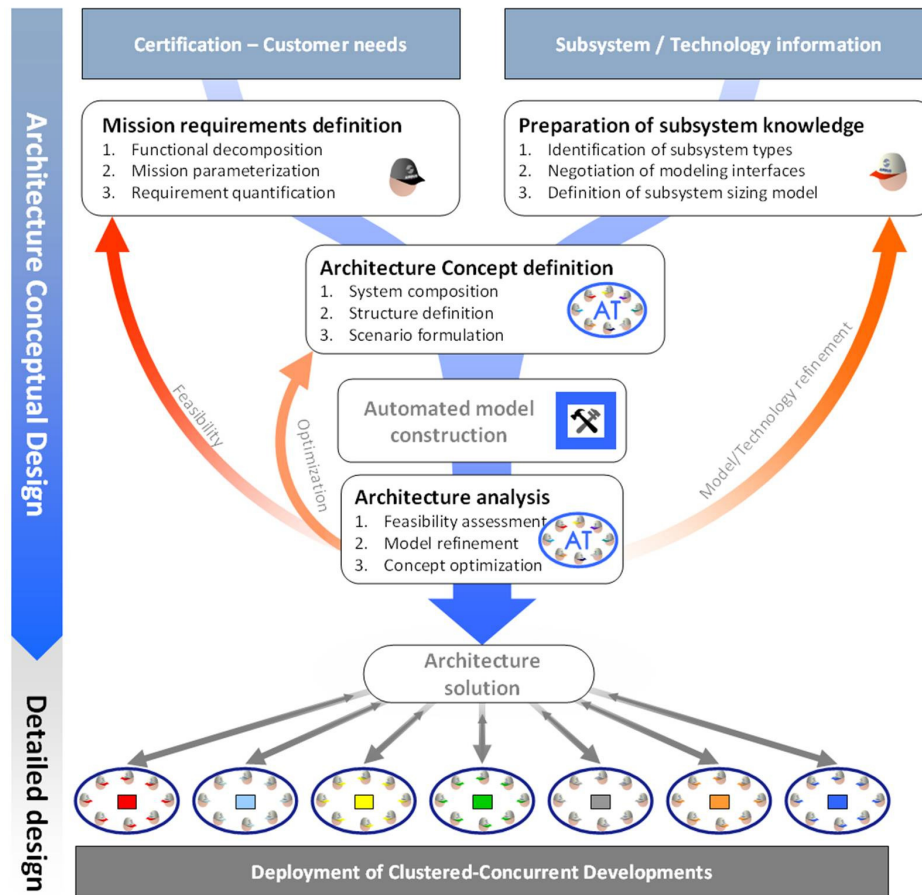 Certification – Customer needs
Subsystem / Technology information
Architecture Conceptual Design
Mission requirements definition
1. Functional decomposition
2. Mission parameterization
3. Requirement quantification
Preparation of subsystem knowledge
1. Identification of subsystem types
2. Negotiation of modeling interfaces
3. Definition of subsystem sizing model
Architecture Concept definition
1. System composition
2. Structure definition
3. Scenario formulation
AT
Feasibility
Optimization
Model/Technology refinement
Automated model
construction
Architecture analysis
1. Feasibility assessment
2. Model refinement
3. Concept optimization
AT
Architecture
solution
Detailed design
Deployment of Clustered-Concurrent Developments